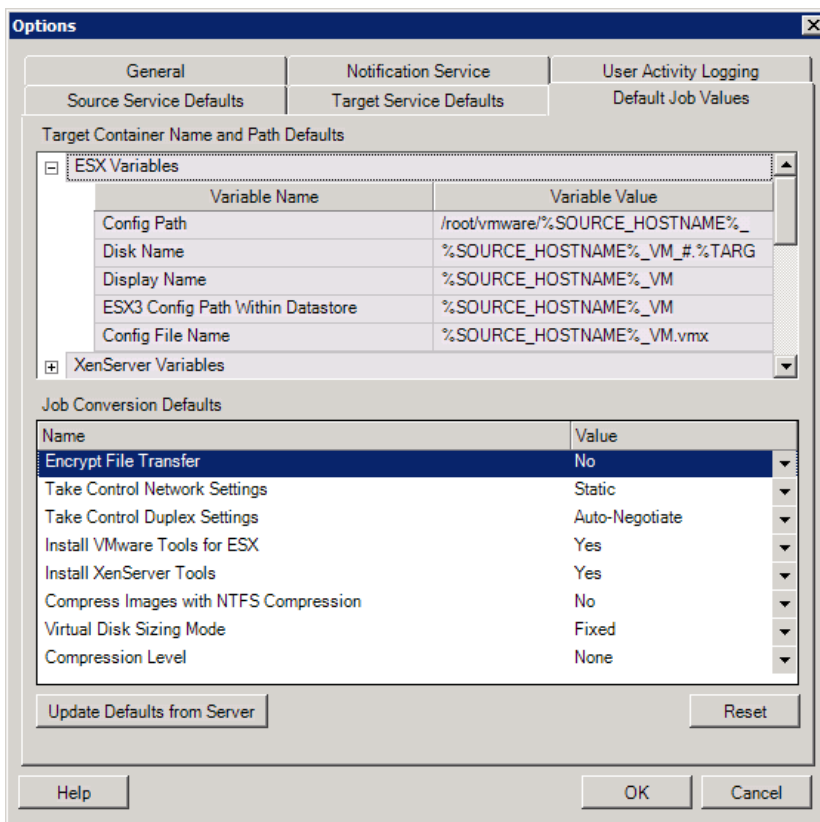 Options
General Notification Service User Activity Logging
Source Service Defaults Target Service Defaults Default Job Values
Target Container Name and Path Defaults
ESX Variables
Variable Name Variable Value
Config Path /root/vmware/%SOURCE_HOSTNAME%_
Disk Name %SOURCE_HOSTNAME%_VM_#.%TARG
Display Name %SOURCE_HOSTNAME%_VM
ESX3 Config Path Within Datastore %SOURCE_HOSTNAME%_VM
Config File Name %SOURCE_HOSTNAME%_VM.vmx
XenServer Variables
Job Conversion Defaults
Name Value
Encrypt File Transfer No
Take Control Network Settings Static
Take Control Duplex Settings Auto-Negotiate
Install VMware Tools for ESX Yes
Install XenServer Tools Yes
Compress Images with NTFS Compression No
Virtual Disk Sizing Mode Fixed
Compression Level None
Update Defaults from Server Reset
Help OK Cancel